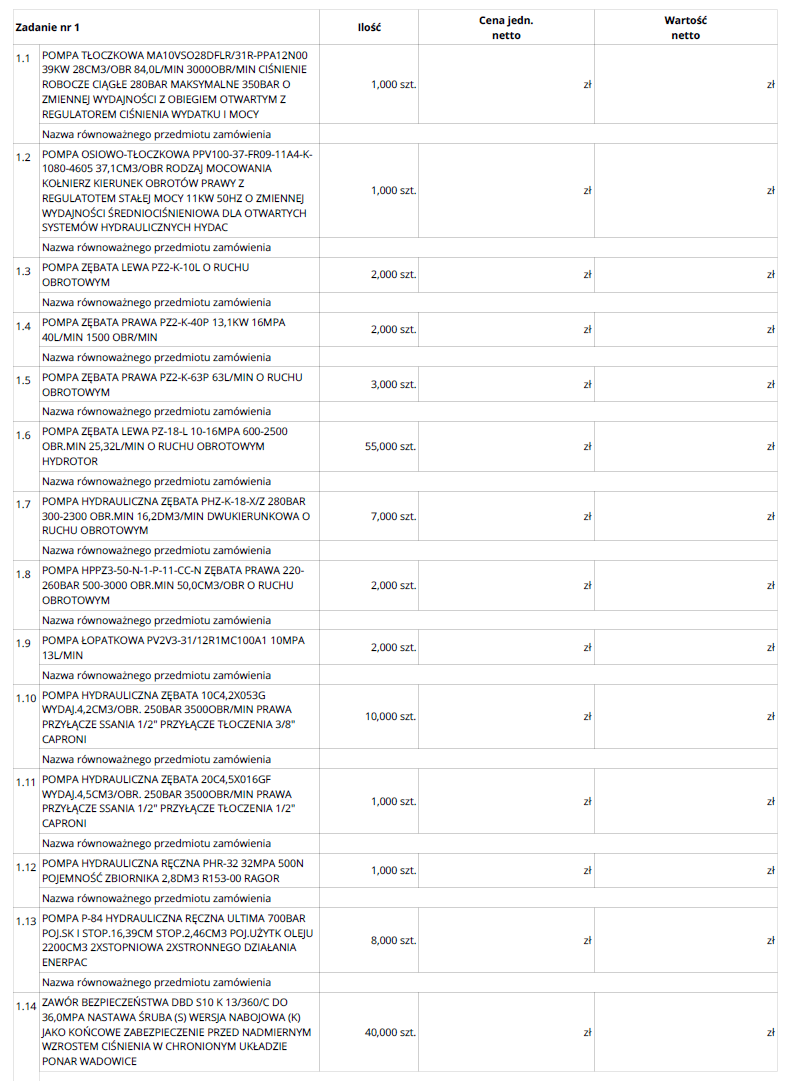 Zadanie nr 1 Ilość Cena jedn. netto Wartość netto
1.1 POMPA TŁOCZKOWA MA10VSO28DFLR/31R-PPA12N00
39KW 28CM3/OBR 84,0L/MIN 3000OBR/MIN CIŚNIENIE
ROBOCZE CIĄGŁE 280BAR MAKSYMALNE 350BAR O
ZMIENNEJ WYDAJNOŚCI Z OBIEGIEM OTWARTYM Z
REGULATOREM CIŚNIENIA WYDATKU I MOCY
1,000 szt. zł zł
Nazwa równoważnego przedmiotu zamówienia
1.2 POMPA OSIOWO-TŁOCZKOWA PPV100-37-FR09-11A4-K-
1080-4605 37,1CM3/OBR RODZAJ MOCOWANIA
KOŁNIERZ KIERUNEK OBROTÓW PRAWY Z
REGULATOTEM STAŁEJ MOCY 11KW 50HZ O ZMIENNEJ
WYDAJNOŚCI ŚREDNIOCIŚNIENIOWA DLA OTWARTYCH
SYSTEMÓW HYDRAULICZNYCH HYDAC
1,000 szt. zł zł
Nazwa równoważnego przedmiotu zamówienia
1.3 POMPA ZĘBATA LEWA PZ2-K-10L O RUCHU
OBROTOWYM
2,000 szt. zł zł
Nazwa równoważnego przedmiotu zamówienia
1.4 POMPA ZĘBATA PRAWA PZ2-K-40P 13,1KW 16MPA
40L/MIN 1500 OBR/MIN
2,000 szt. zł zł
Nazwa równoważnego przedmiotu zamówienia
1.5 POMPA ZĘBATA PRAWA PZ2-K-63P 63L/MIN O RUCHU
OBROTOWYM
3,000 szt. zł zł
Nazwa równoważnego przedmiotu zamówienia
1.6 POMPA ZĘBATA LEWA PZ-18-L 10-16MPA 600-2500
OBR.MIN 25,32L/MIN O RUCHU OBROTOWYM
HYDROTOR
55,000 szt. zł zł
Nazwa równoważnego przedmiotu zamówienia
1.7 POMPA HYDRAULICZNA ZĘBATA PHZ-K-18-X/Z 280BAR
300-2300 OBR.MIN 16,2DM3/MIN DWUKIERUNKOWA O
RUCHU OBROTOWYM
7,000 szt. zł zł
Nazwa równoważnego przedmiotu zamówienia
1.8 POMPA HPPZ3-50-N-1-P-11-CC-N ZĘBATA PRAWA 220-
260BAR 500-3000 OBR.MIN 50,0CM3/OBR O RUCHU
OBROTOWYM
2,000 szt. zł zł
Nazwa równoważnego przedmiotu zamówienia
1.9 POMPA ŁOPATKOWA PV2V3-31/12R1MC100A1 10MPA
13L/MIN
2,000 szt. zł zł
Nazwa równoważnego przedmiotu zamówienia
1.10 POMPA HYDRAULICZNA ZĘBATA 10C4,2X053G
WYDAJ.4,2CM3/OBR. 250BAR 3500OBR/MIN PRAWA
PRZYŁĄCZE SSANIA 1/2" PRZYŁĄCZE TŁOCZENIA 3/8"
CAPRONI
10,000 szt. zł zł
Nazwa równoważnego przedmiotu zamówienia
1.11 POMPA HYDRAULICZNA ZĘBATA 20C4,5X016GF
WYDAJ.4,5CM3/OBR. 250BAR 3500OBR/MIN PRAWA
PRZYŁĄCZE SSANIA 1/2" PRZYŁĄCZE TŁOCZENIA 1/2"
CAPRONI
1,000 szt. zł zł
Nazwa równoważnego przedmiotu zamówienia
1.12 POMPA HYDRAULICZNA RĘCZNA PHR-32 32MPA 500N
POJEMNOŚĆ ZBIORNIKA 2,8DM3 R153-00 RAGOR
1,000 szt. zł zł
Nazwa równoważnego przedmiotu zamówienia
1.13 POMPA P-84 HYDRAULICZNA RĘCZNA ULTIMA 700BAR
POJ.SK I STOP.16,39CM STOP.2,46CM3 POJ.UŻYTK OLEJU
2200CM3 2XSTOPNIOWA 2XSTRONNEGO DZIAŁANIA
ENERPAC
8,000 szt. zł zł
Nazwa równoważnego przedmiotu zamówienia
1.14 ZAWÓR BEZPIECZEŃSTWA DBD S10 K 13/360/C DO
36,0MPA NASTAWA ŚRUBA (S) WERSJA NABOJOWA (K)
JAKO KOŃCOWE ZABEZPIECZENIE PRZED NADMIERNYM
WZROSTEM CIŚNIENIA W CHRONIONYM UKŁADZIE
PONAR WADOWICE
40,000 szt. zł zł